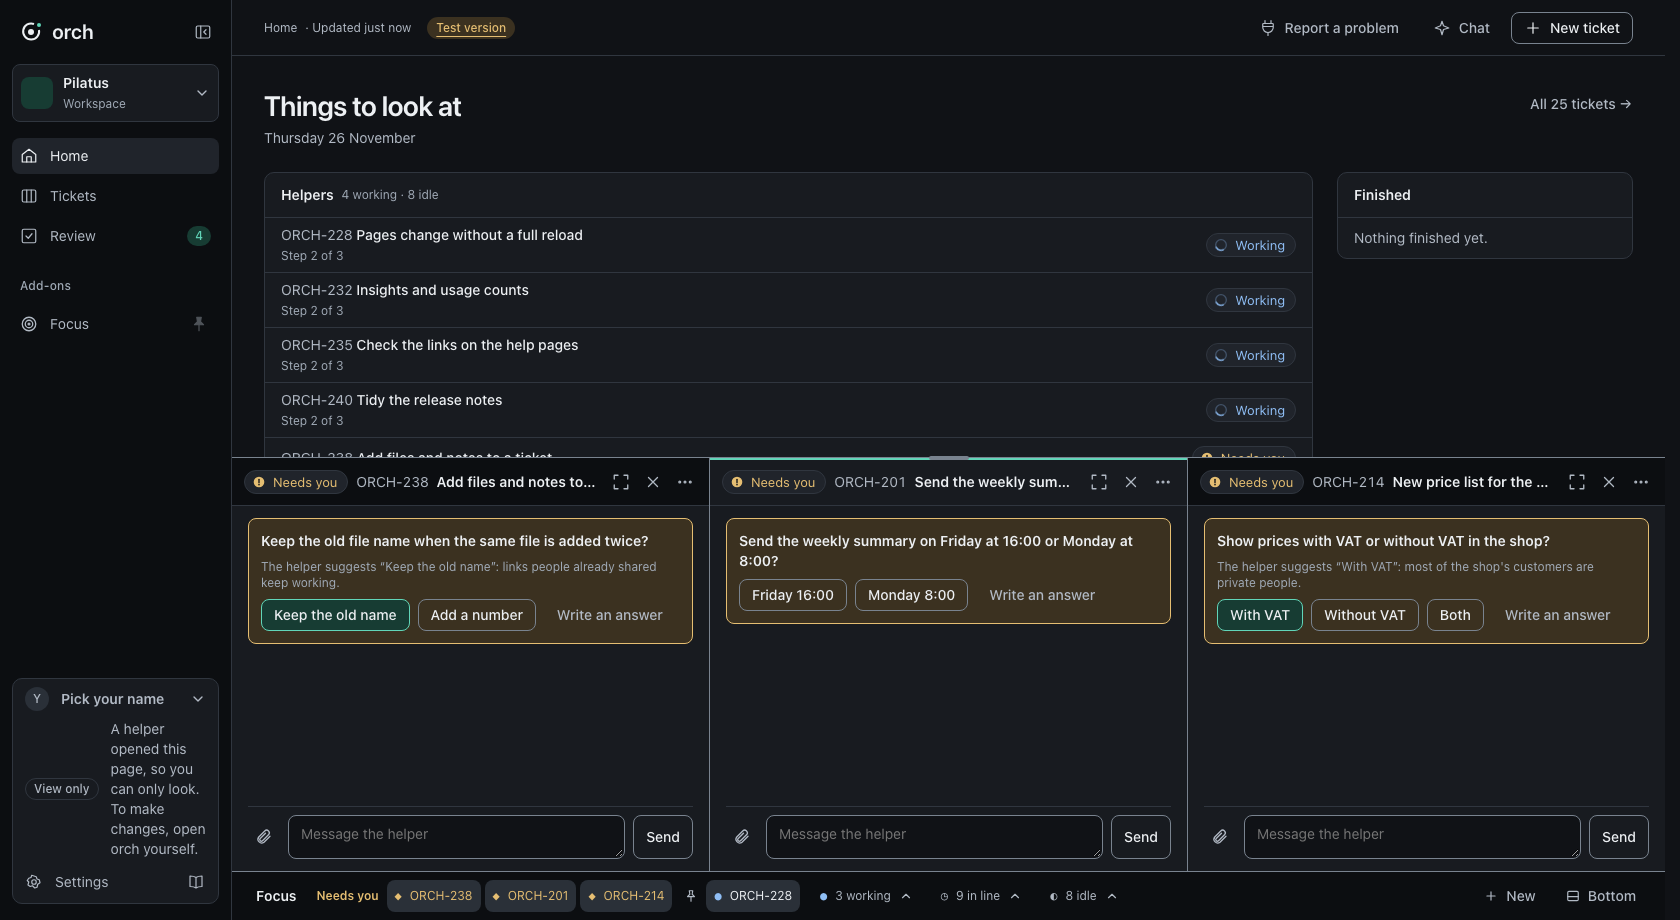 orch
Pilatus
Workspace
Home
Tickets
Review 4
Add-ons
Focus
Y Pick your name
View only
A helper
opened this
page, so you
can only look.
To make
changes, open
orch yourself.
Settings
Home · Updated just now Test version
Report a problem Chat + New ticket
Things to look at
Thursday 26 November
All 25 tickets →
Helpers 4 working · 8 idle
ORCH-228 Pages change without a full reload
Step 2 of 3
Working
ORCH-232 Insights and usage counts
Step 2 of 3
Working
ORCH-235 Check the links on the help pages
Step 2 of 3
Working
ORCH-240 Tidy the release notes
Step 2 of 3
Working
ORCH-238 Add files and notes to a ticket
Needs you
Finished
Nothing finished yet.
Needs you ORCH-238 Add files and notes to...
Keep the old file name when the same file is added twice?
The helper suggests “Keep the old name”: links people already shared
keep working.
Keep the old name Add a number Write an answer
Message the helper Send
Needs you ORCH-201 Send the weekly sum...
Send the weekly summary on Friday at 16:00 or Monday at
8:00?
Friday 16:00 Monday 8:00 Write an answer
Message the helper Send
Needs you ORCH-214 New price list for the ...
Show prices with VAT or without VAT in the shop?
The helper suggests “With VAT”: most of the shop's customers are
private people.
With VAT Without VAT Both Write an answer
Message the helper Send
Focus Needs you ORCH-238 ORCH-201 ORCH-214 ORCH-228 3 working 9 in line 8 idle + New Bottom